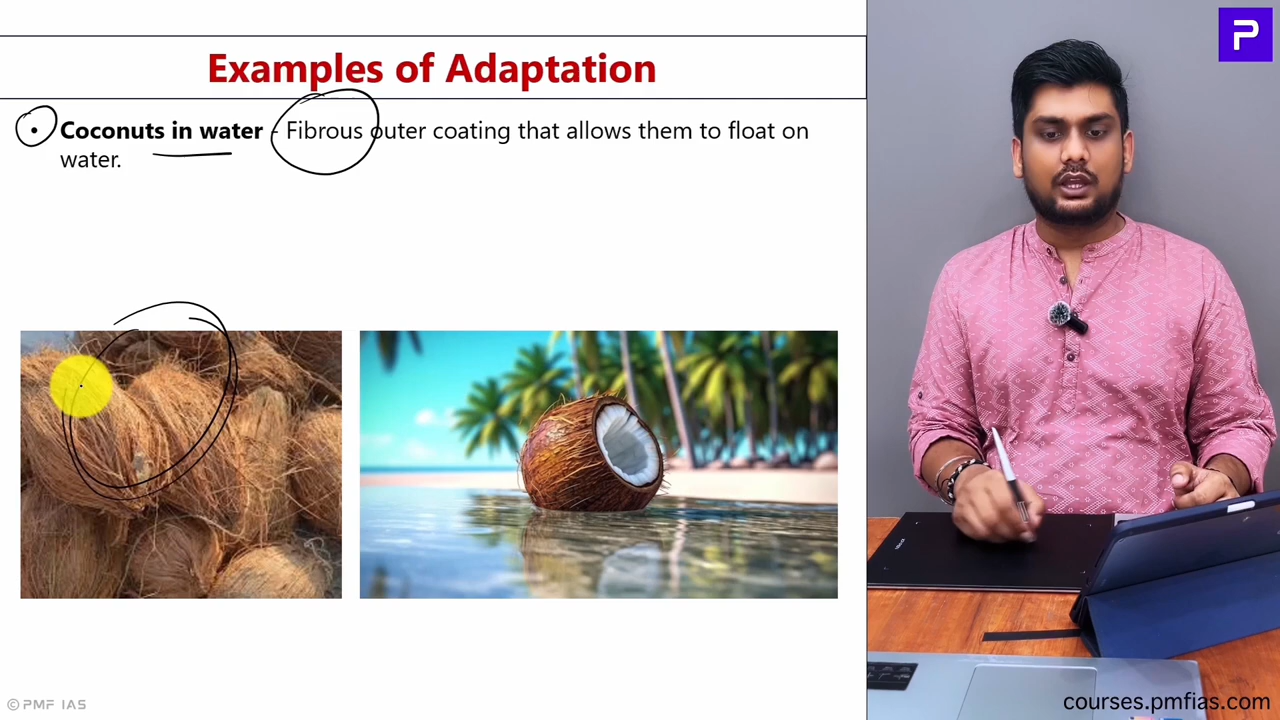 Examples of Adaptation
• Coconuts in water - Fibrous outer coating that allows them to float on
water.
© PMF IAS
P
courses.pmfias.com